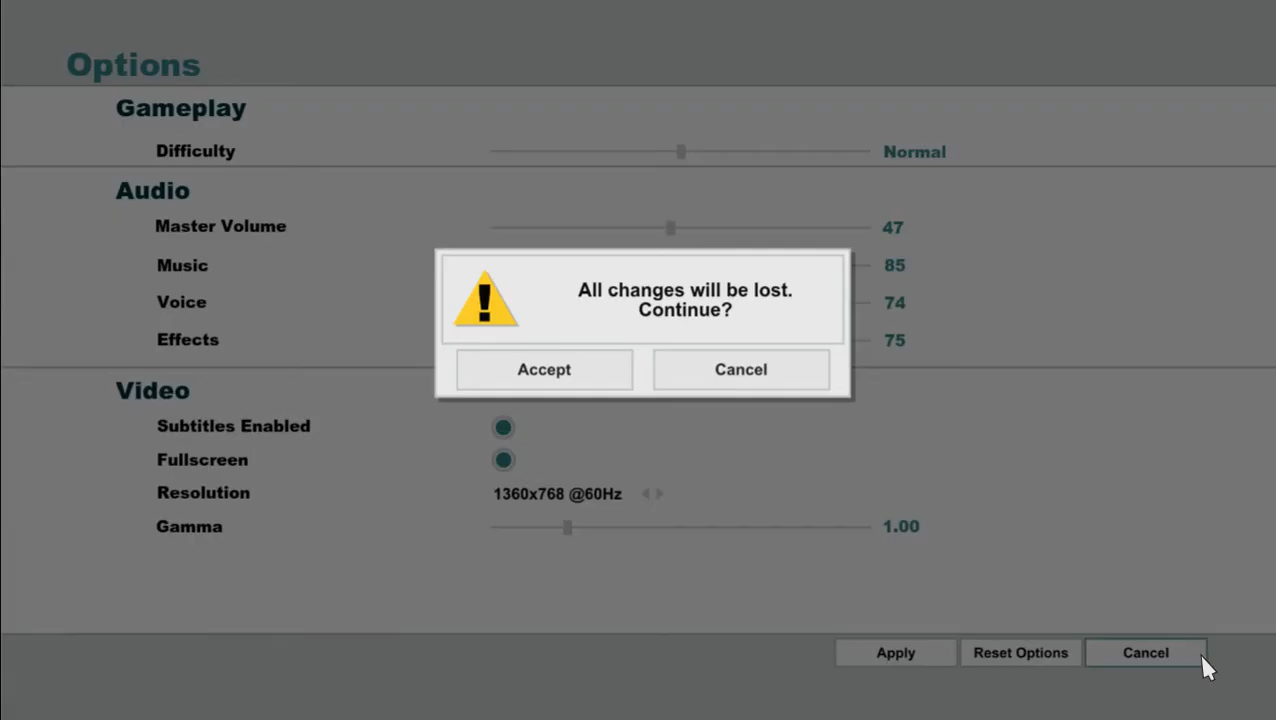 Options
Gameplay
Difficulty Normal
Audio
Master Volume 47
Music 85
Voice 74
Effects 75
! All changes will be lost.
Continue?
Accept Cancel
Video
Subtitles Enabled
Fullscreen
Resolution 1360x768 @60Hz
Gamma 1.00
Apply Reset Options Cancel